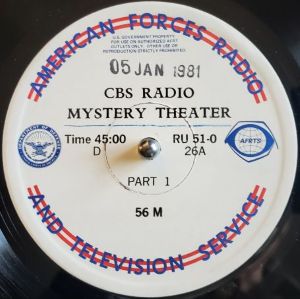 AMERICAN FORCES RADIO
U.S. GOVERNMENT PROPERTY
FOR USE ON AUTHORIZED AFRT
OUTLETS ONLY. OTHER USE OR
REPRODUCTION STRICTLY PROHIBITED.
05 JAN 1981
CBS RADIO
MYSTERY THEATER
Time 45:00
RU 51-0
D
26A
AFRTS
PART 1
56 M
AND TELEVISION SERVICE